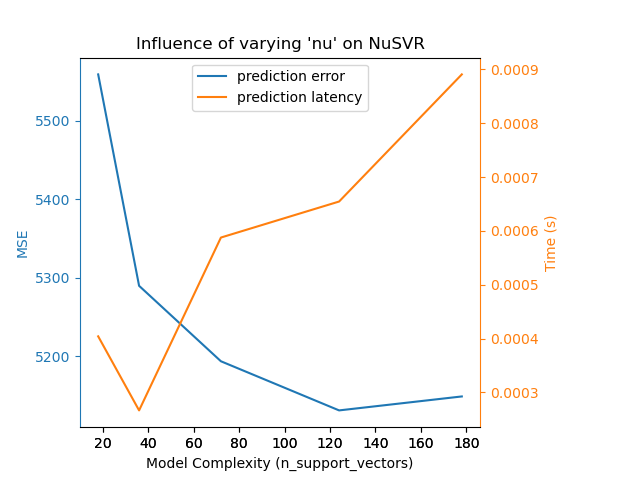 Influence of varying 'nu' on NuSVR
prediction error
prediction latency
MSE
5500
5400
5300
5200
0.0009
0.0008
0.0007
0.0006
0.0005
0.0004
0.0003
Time (s)
20 40 60 80 100 120 140 160 180
Model Complexity (n_support_vectors)